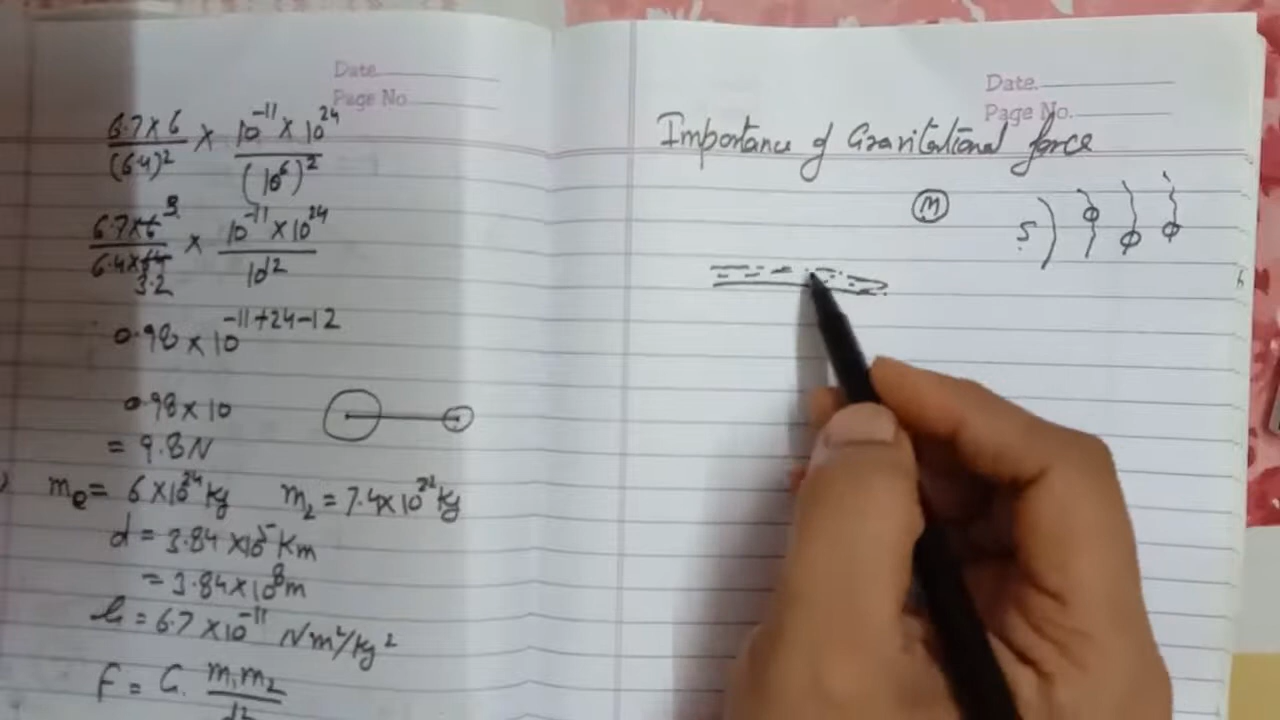 Date
Page No
6.7×6 / (6.4)² × 10⁻¹¹ × 10²⁴ / (10⁶)²
6.7×6 3 / 6.4×6.4 3.2 × 10⁻¹¹ × 10²⁴ / 10¹²
0.98 × 10⁻¹¹⁺²⁴⁻¹²
0.98 × 10
= 9.8N
mₑ = 6×10²⁴ kg m₂ = 7.4×10²² kg
d = 3.84 ×10⁵ Km
= 3.84×10⁸m
G = 6.7 ×10⁻¹¹ Nm²/kg²
F = G. m₁m₂ / d²
Date.
Page No.
Importance of Gravitational force
M
S